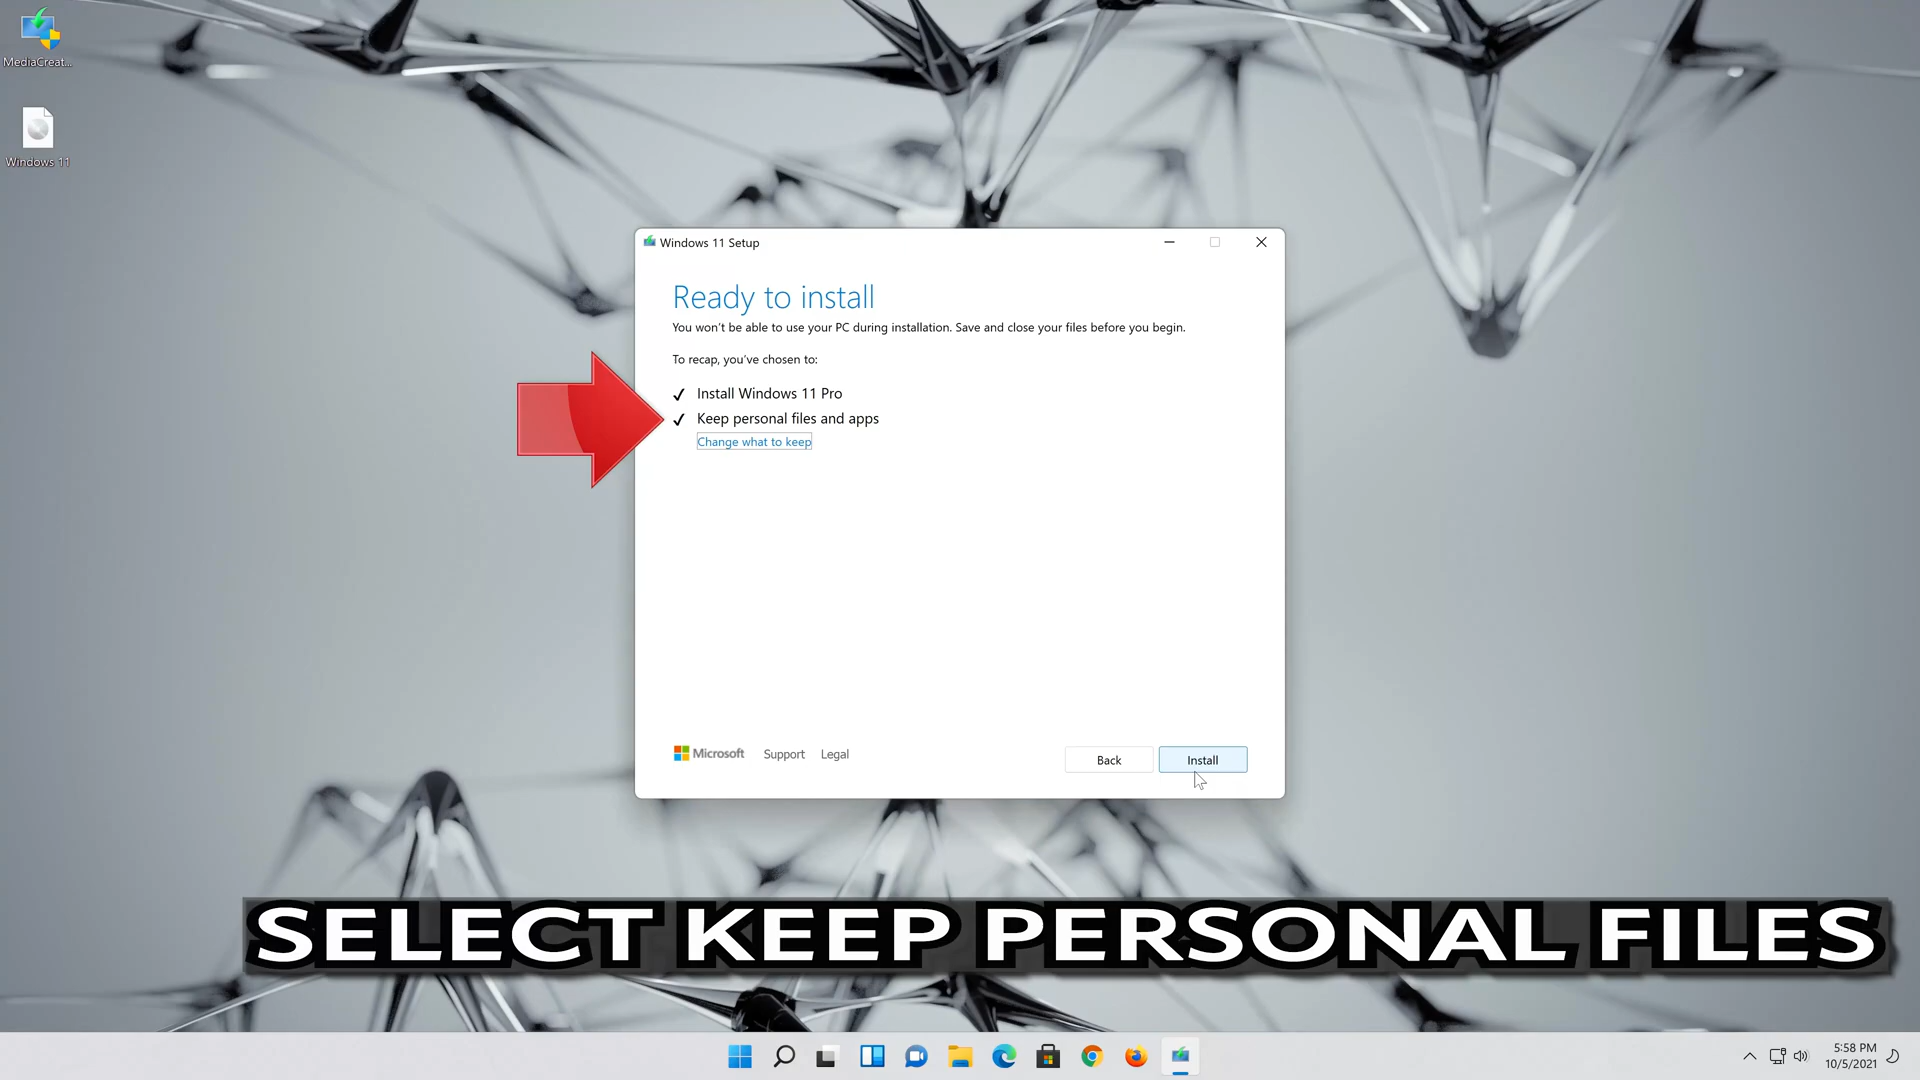 MediaCreat...
Windows 11
Windows 11 Setup
Ready to install
You won't be able to use your PC during installation. Save and close your files before you begin.
To recap, you've chosen to:
✓ Install Windows 11 Pro
✓ Keep personal files and apps
Change what to keep
Microsoft Support Legal
Back Install
SELECT KEEP PERSONAL FILES
5:58 PM
10/5/2021